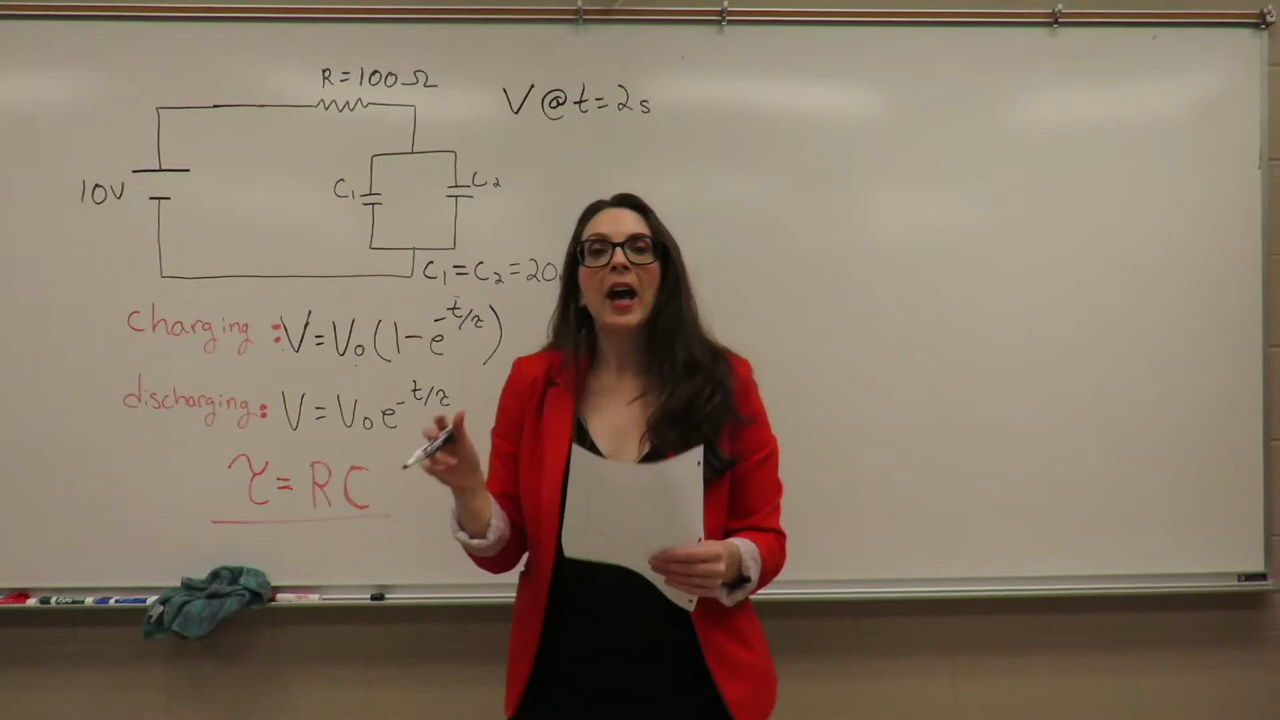 R=100Ω
V@t=2s
10V
C₁
C₂
C₁=C₂=20
charging: V=V₀(1-e^-t/τ)
discharging: V=V₀e^-t/τ
τ=RC